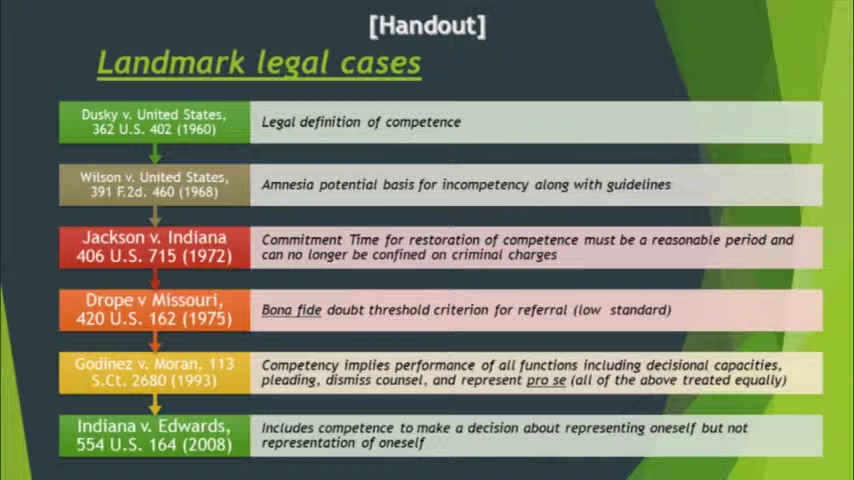 [Handout]
Landmark legal cases
Dusky v. United States,
362 U.S. 402 (1960)
Legal definition of competence
Wilson v. United States,
391 F.2d. 460 (1968)
Amnesia potential basis for incompetency along with guidelines
Jackson v. Indiana
406 U.S. 715 (1972)
Commitment Time for restoration of competence must be a reasonable period and
can no longer be confined on criminal charges
Drope v Missouri,
420 U.S. 162 (1975)
Bona fide doubt threshold criterion for referral (low standard)
Godinez v. Moran, 113
S.Ct. 2680 (1993)
Competency implies performance of all functions including decisional capacities,
pleading, dismiss counsel, and represent pro se (all of the above treated equally)
Indiana v. Edwards,
554 U.S. 164 (2008)
Includes competence to make a decision about representing oneself but not
representation of oneself